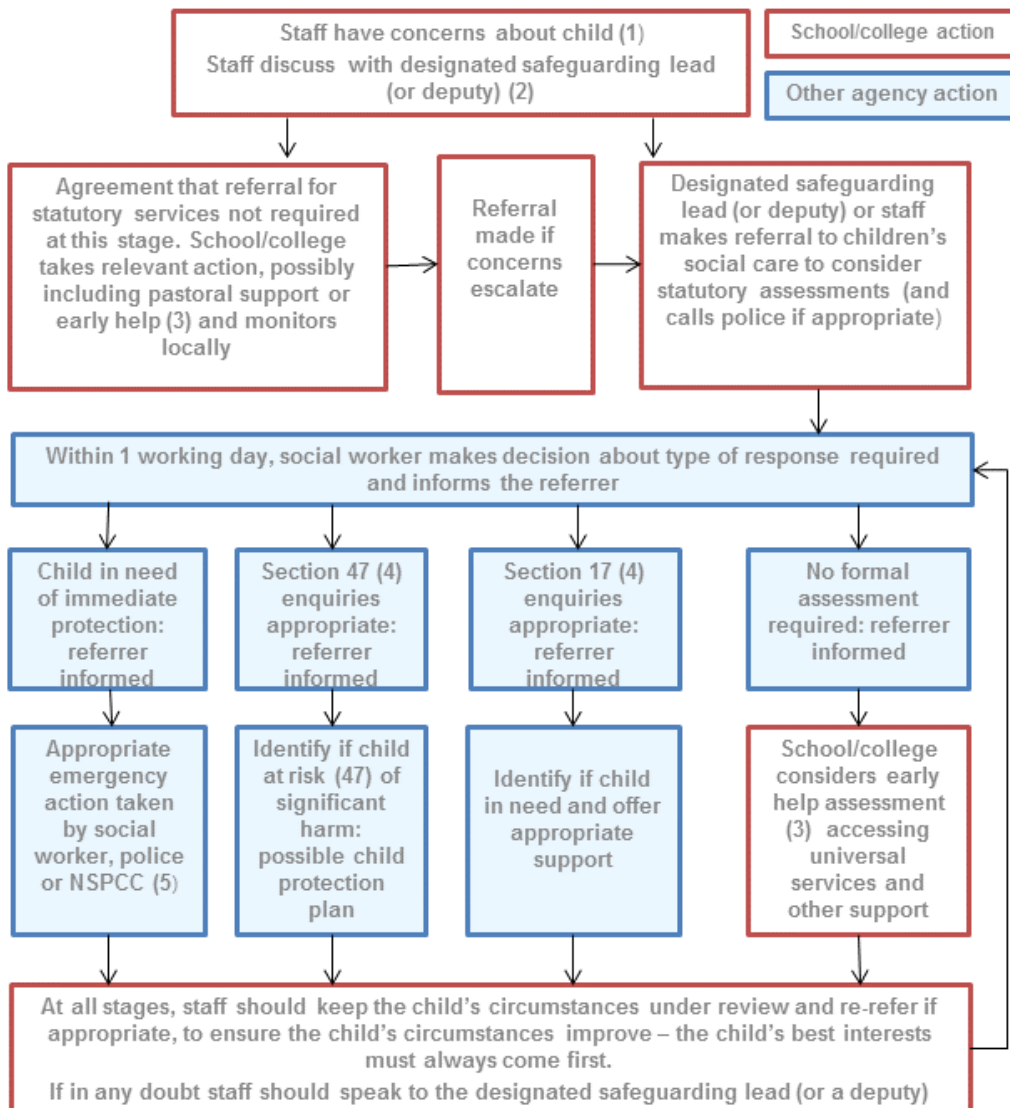 Staff have concerns about child (1)
Staff discuss with designated safeguarding lead
(or deputy) (2)
School/college action
Other agency action
Agreement that referral for
statutory services not required
at this stage. School/college
takes relevant action, possibly
including pastoral support or
early help (3) and monitors
locally
Referral
made if
concerns
escalate
Designated safeguarding
lead (or deputy) or staff
makes referral to children's
social care to consider
statutory assessments (and
calls police if appropriate)
Within 1 working day, social worker makes decision about type of response required
and informs the referrer
Child in need
of immediate
protection:
referrer
informed
Section 47 (4)
enquiries
appropriate:
referrer
informed
Section 17 (4)
enquiries
appropriate:
referrer
informed
No formal
assessment
required: referrer
informed
Appropriate
emergency
action taken
by social
worker, police
or NSPCC (5)
Identify if child
at risk (47) of
significant
harm:
possible child
protection
plan
Identify if child
in need and offer
appropriate
support
School/college
considers early
help assessment
(3) accessing
universal
services and
other support
At all stages, staff should keep the child's circumstances under review and re-refer if
appropriate, to ensure the child's circumstances improve – the child's best interests
must always come first.
If in any doubt staff should speak to the designated safeguarding lead (or a deputy)